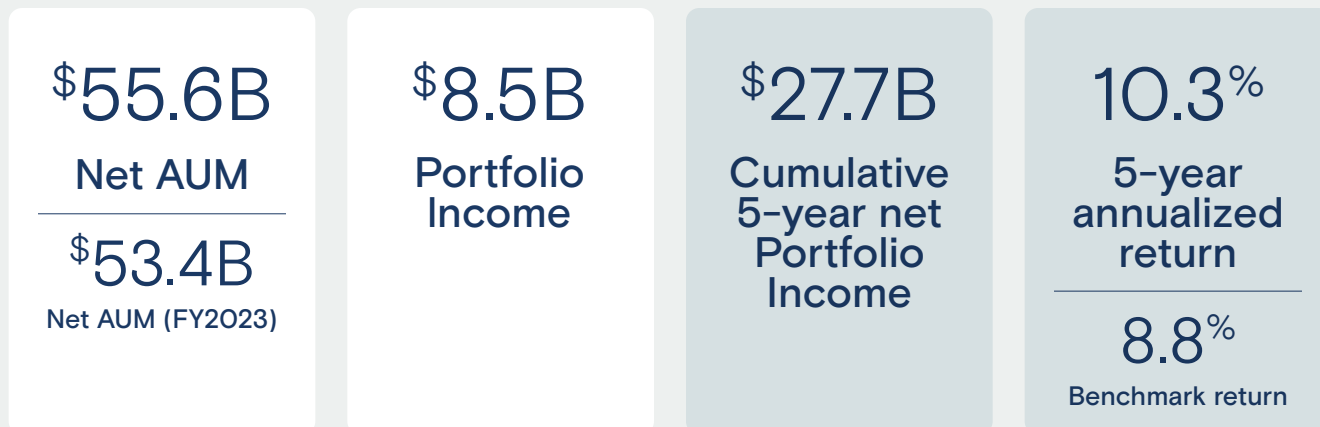 $55.6B
Net AUM
$53.4B
Net AUM (FY2023)
$8.5B
Portfolio
Income
$27.7B
Cumulative
5-year net
Portfolio
Income
10.3%
5-year
annualized
return
8.8%
Benchmark return